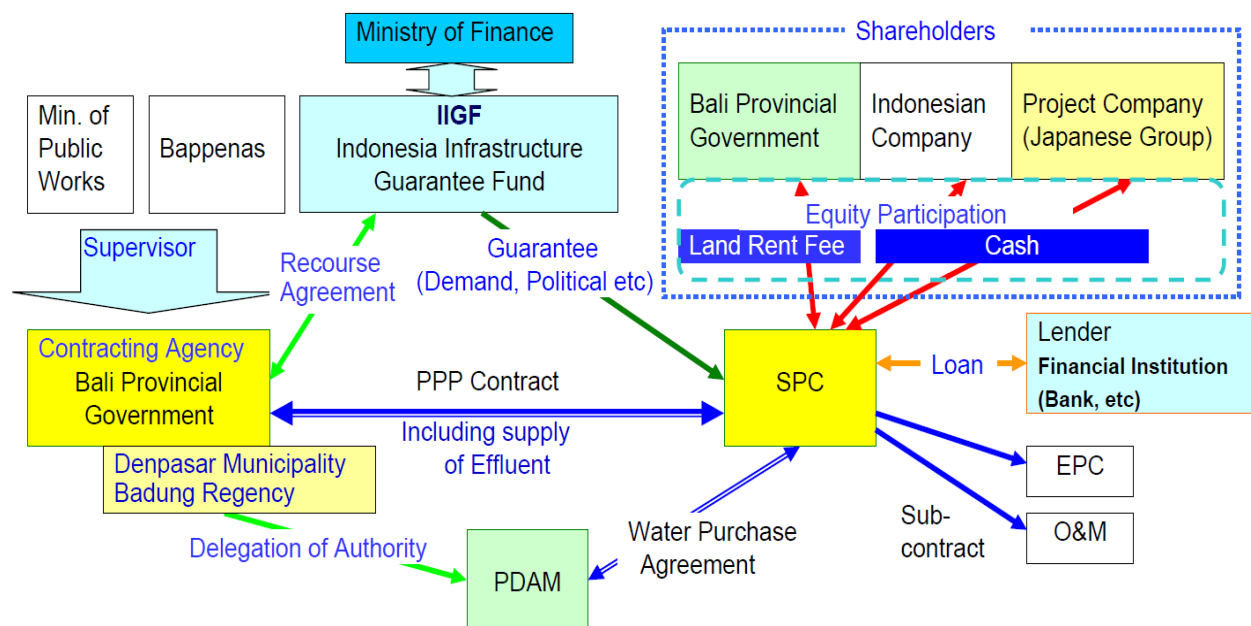 Ministry of Finance
Shareholders
Min. of
Public
Works
Bappenas
IIGF
Indonesia Infrastructure
Guarantee Fund
Bali Provincial
Government
Indonesian
Company
Project Company
(Japanese Group)
Equity Participation
Land Rent Fee
Cash
Supervisor
Recourse
Agreement
Guarantee
(Demand, Political etc)
Contracting Agency
Bali Provincial
Government
PPP Contract
Including supply
of Effluent
SPC
Loan
Lender
Financial Institution
(Bank, etc)
Denpasar Municipality
Badung Regency
EPC
O&M
Sub-
contract
Delegation of Authority
PDAM
Water Purchase
Agreement